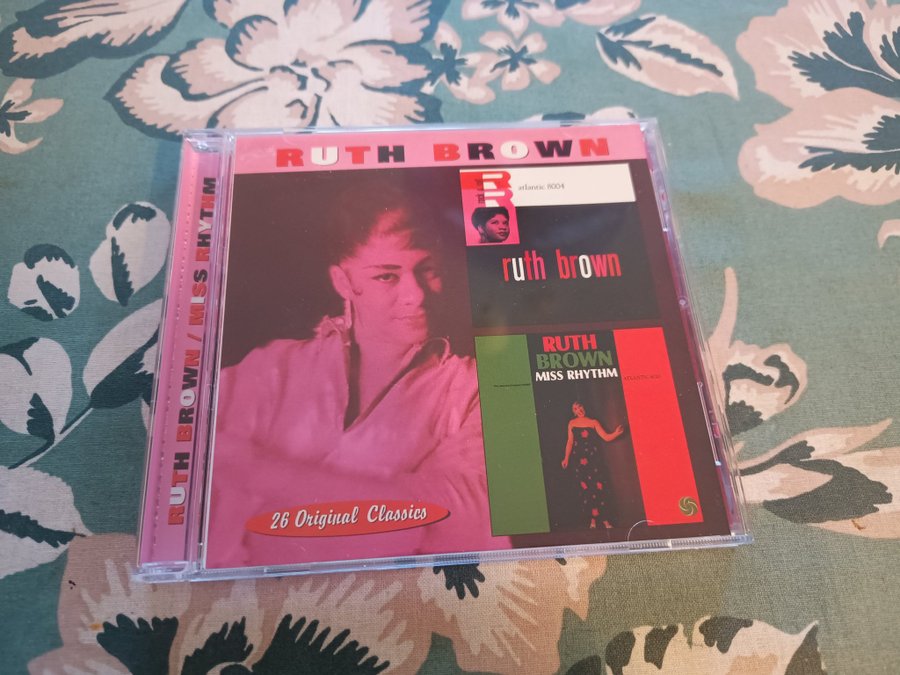 RUTH BROWN / MISS RHYTHM
RUTH BROWN
atlantic 8004
ruth brown
RUTH
BROWN
MISS RHYTHM
26 Original Classics